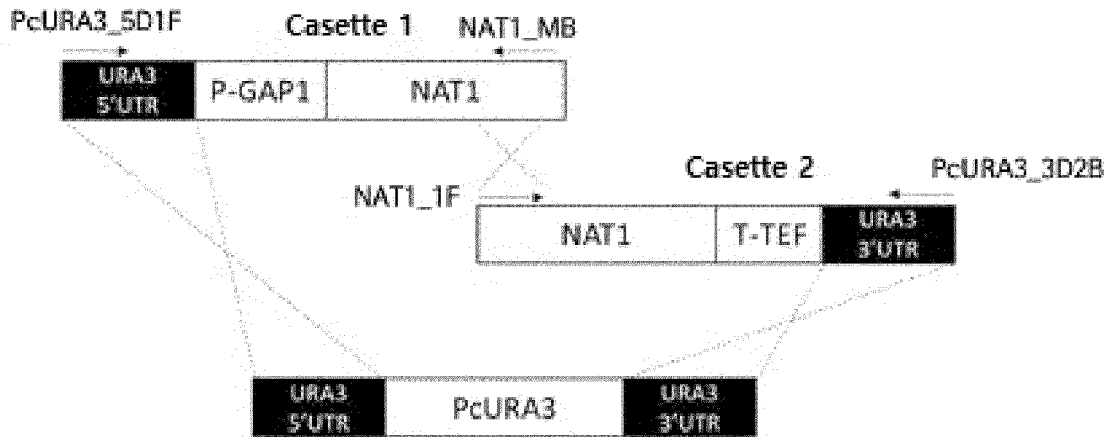 PcURA3_5D1F
Casette 1
NAT1_MB
URA3
5'UTR
P-GAP1
NAT1
Casette 2
PcURA3_3D2B
NAT1_1F
NAT1
T-TEF
URA3
3'UTR
URA3
5'UTR
PcURA3
URA3
3'UTR